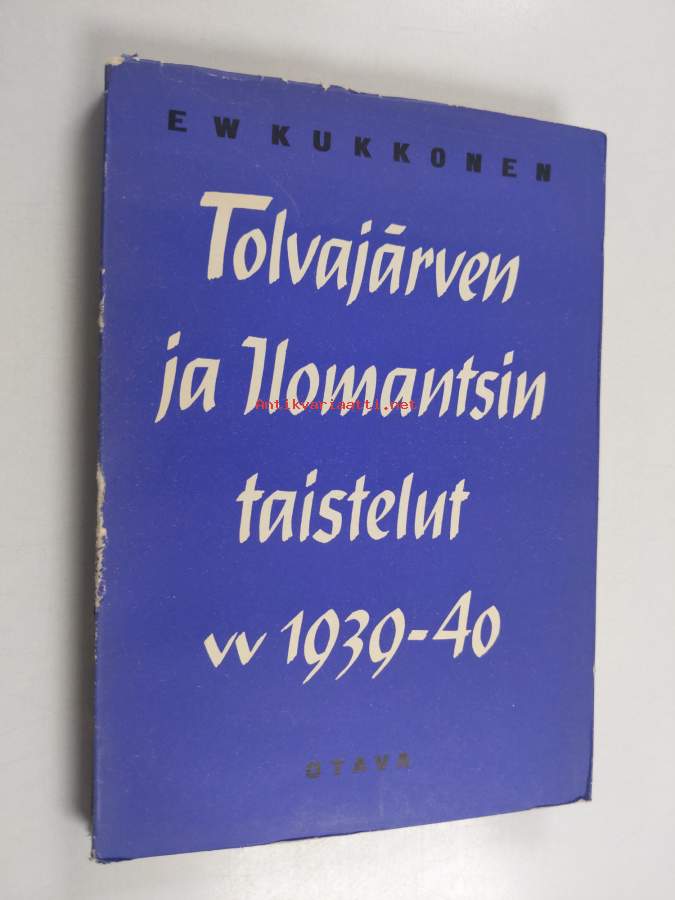 E W KUKKONEN
Tolvajärven
ja Ilomantsin
Antikvariaatti.net
taistelut
vv 1939-40
OTAVA